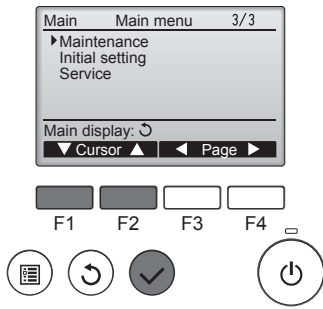 Main Main menu 3/3
Maintenance
Initial setting
Service
Main display:
Cursor Page
F1 F2 F3 F4